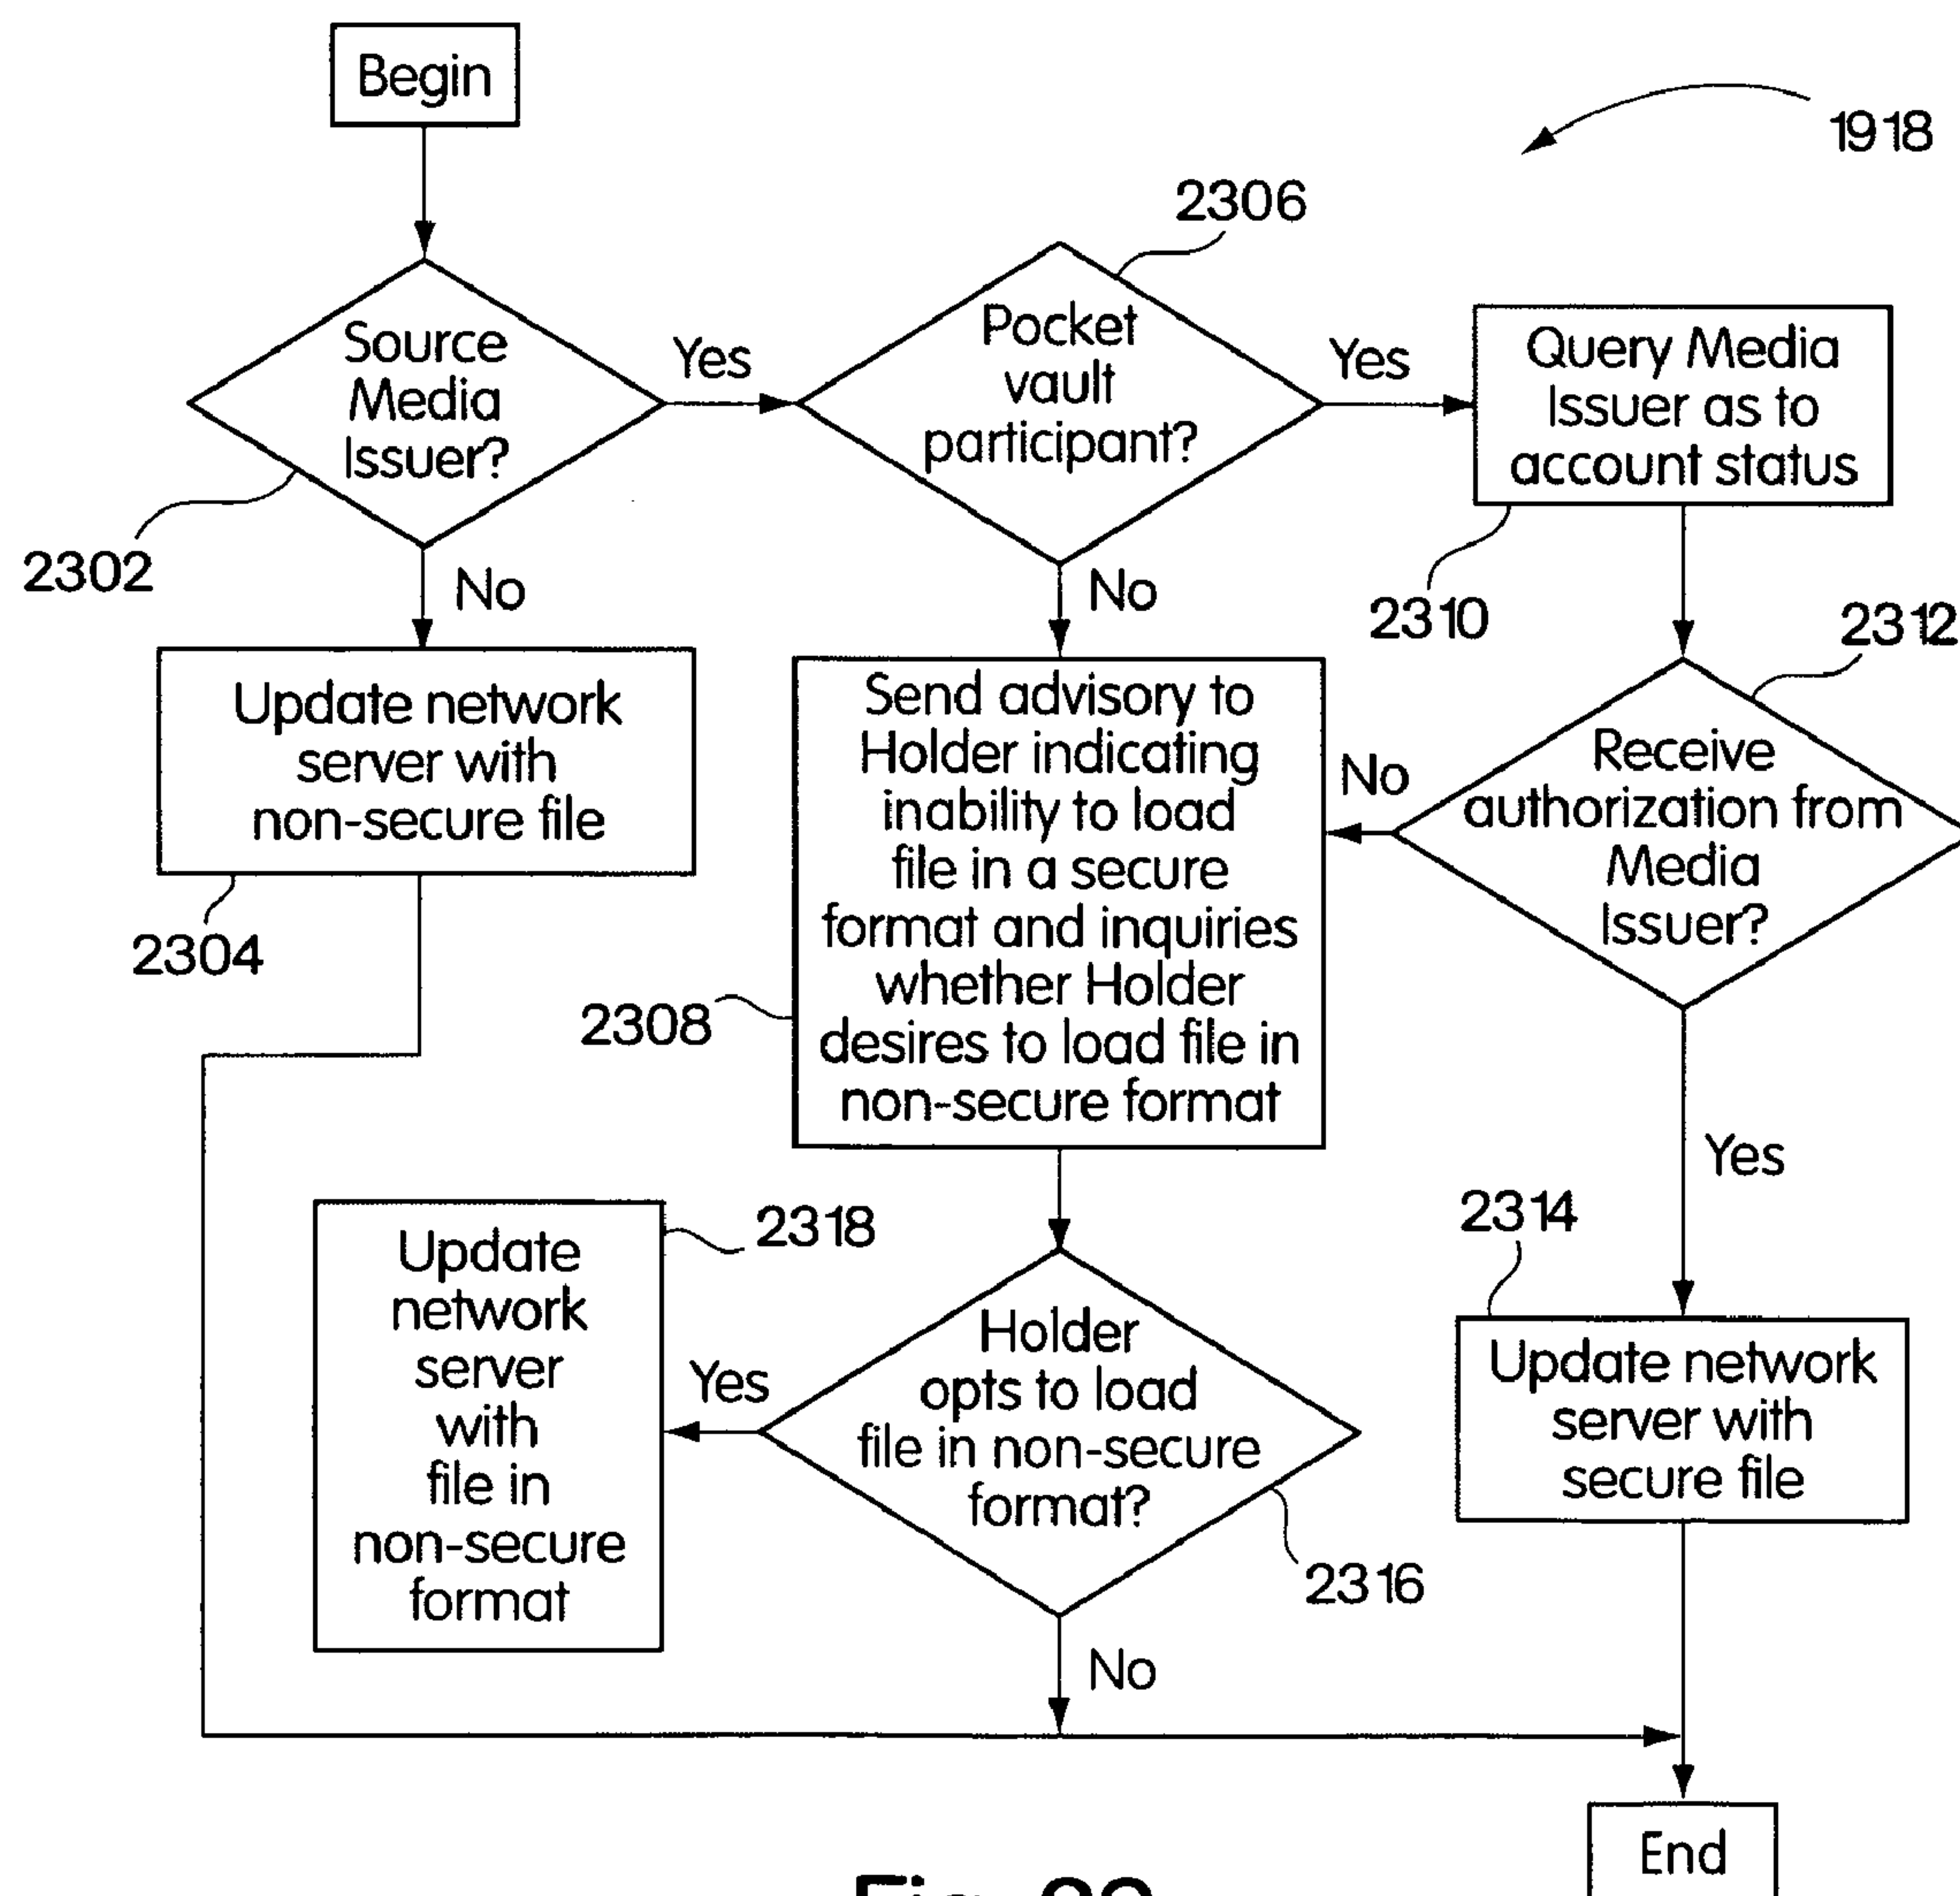 Begin
1918
2306
Source
Media
Issuer?
Yes
Pocket
vault
participant?
Yes
Query Media
Issuer as to
account status
2302
No
No
2310
2312
Update network
server with
non-secure file
2304
Send advisory to
Holder indicating
inability to load
file in a secure
format and inquiries
whether Holder
desires to load file in
non-secure format
2308
No
Receive
authorization from
Media
Issuer?
Yes
2318
Update
network
server
with
file in
non-secure
format
Yes
Holder
opts to load
file in non-secure
format?
2316
2314
Update network
server with
secure file
No
End